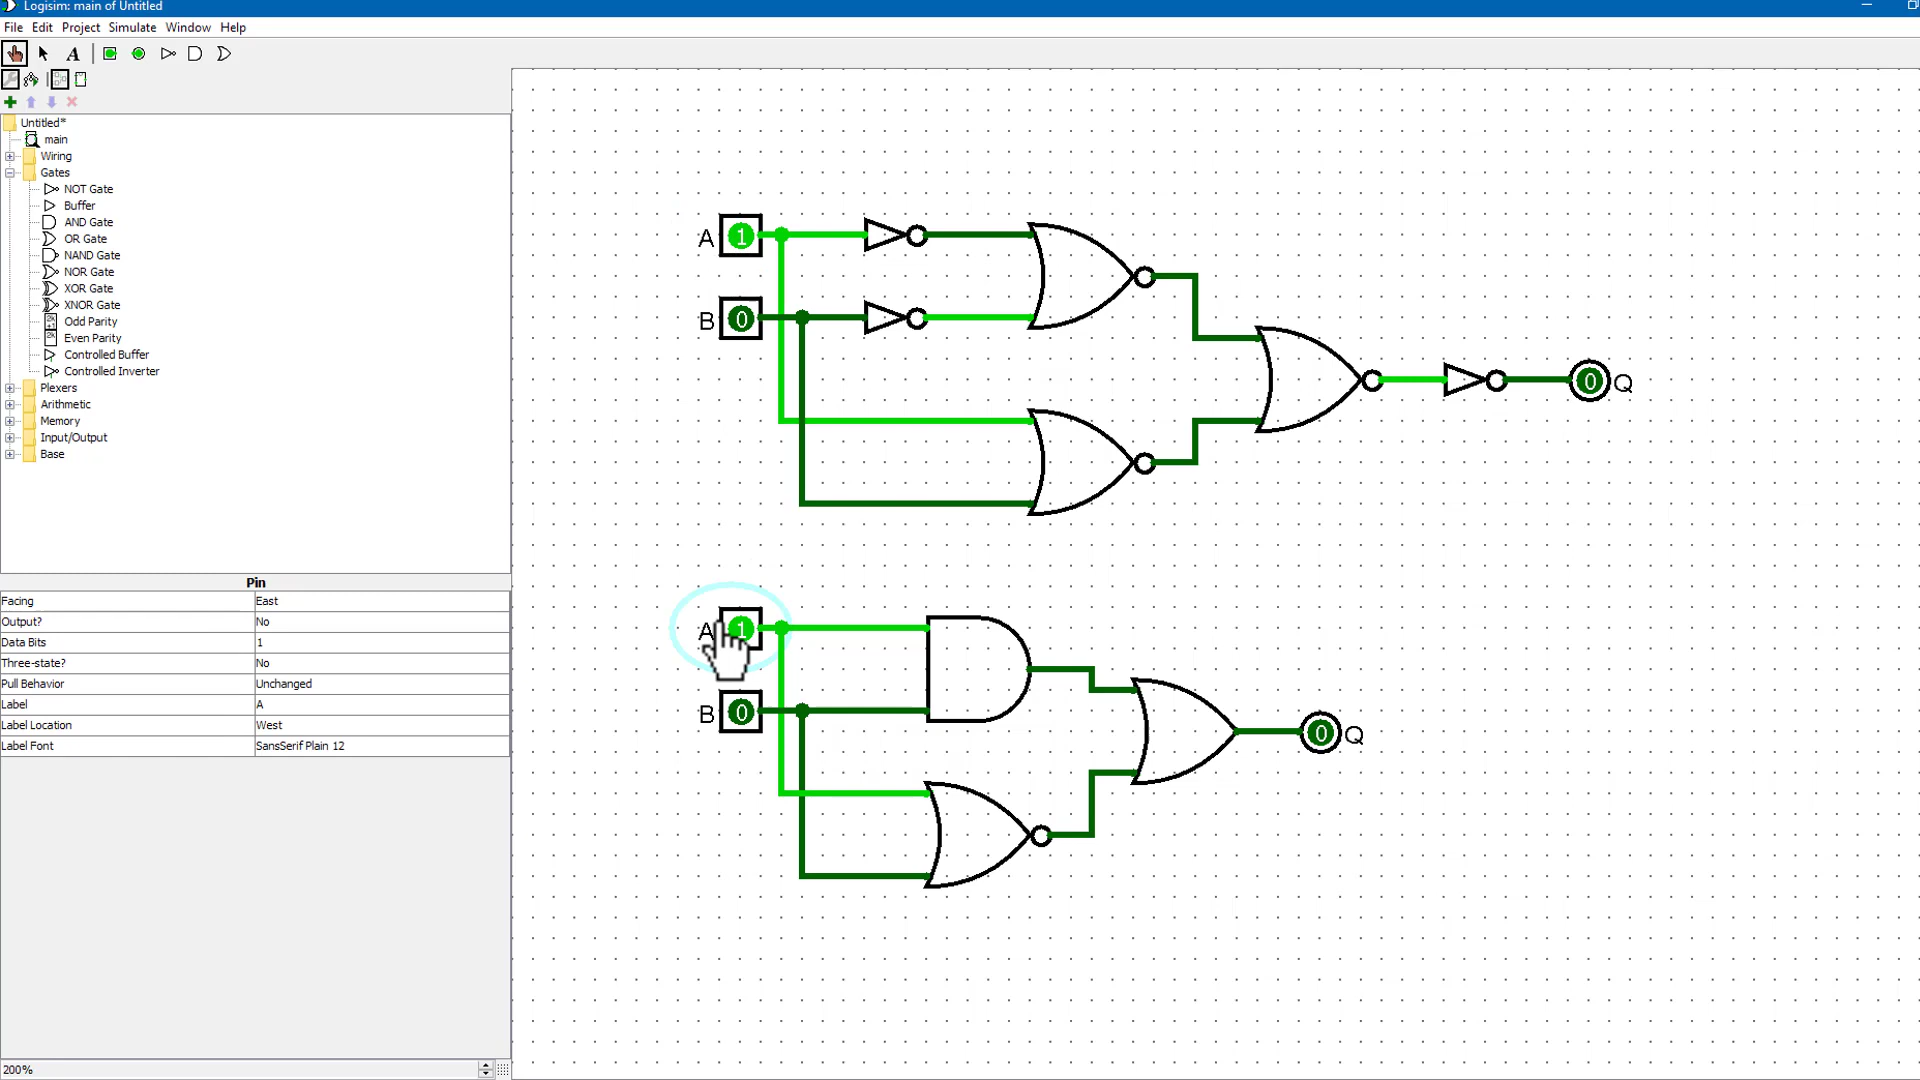 Logisim: main of Untitled
File Edit Project Simulate Window Help
A
Untitled*
main
Wiring
Gates
NOT Gate
Buffer
AND Gate
OR Gate
NAND Gate
NOR Gate
XOR Gate
XNOR Gate
Odd Parity
Even Parity
Controlled Buffer
Controlled Inverter
Plexers
Arithmetic
Memory
Input/Output
Base
Pin
Facing East
Output? No
Data Bits 1
Three-state? No
Pull Behavior Unchanged
Label A
Label Location West
Label Font SansSerif Plain 12
200%
A 1
B 0
0 Q
A 1
B 0
0 Q